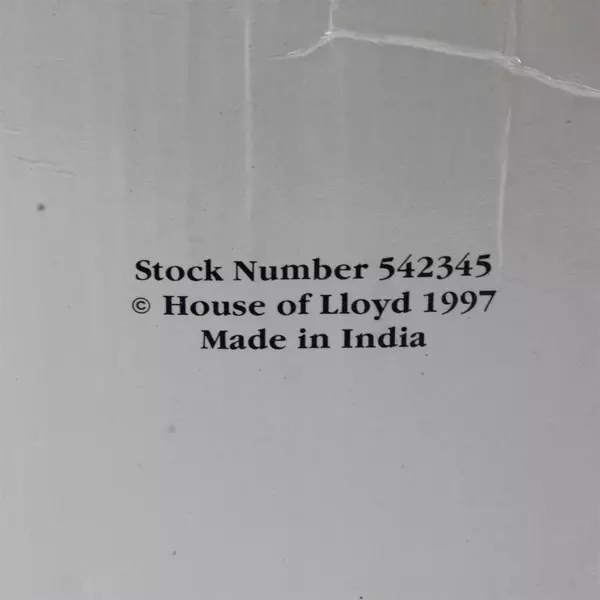 Stock Number 542345
© House of Lloyd 1997
Made in India